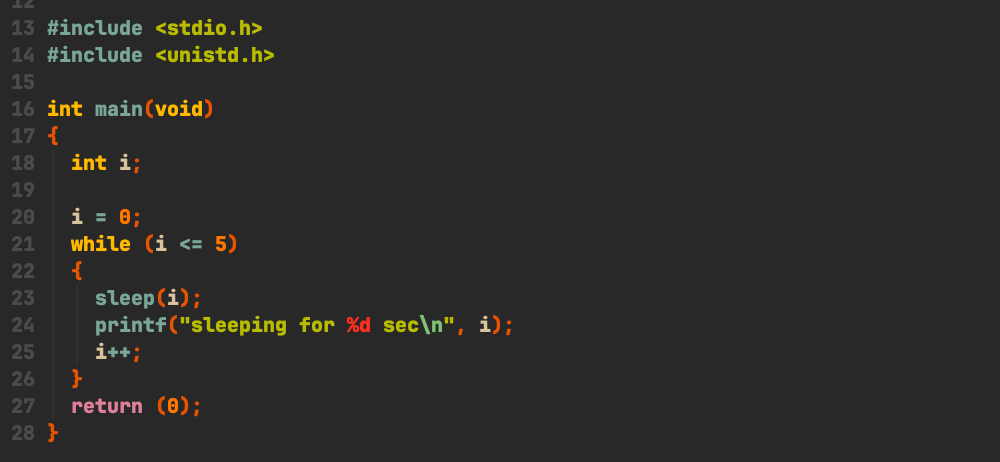 12
13 #include <stdio.h>
14 #include <unistd.h>
15
16 int main(void)
17 {
18   int i;
19
20   i = 0;
21   while (i <= 5)
22   {
23     sleep(i);
24     printf("sleeping for %d sec\n", i);
25     i++;
26   }
27   return (0);
28 }